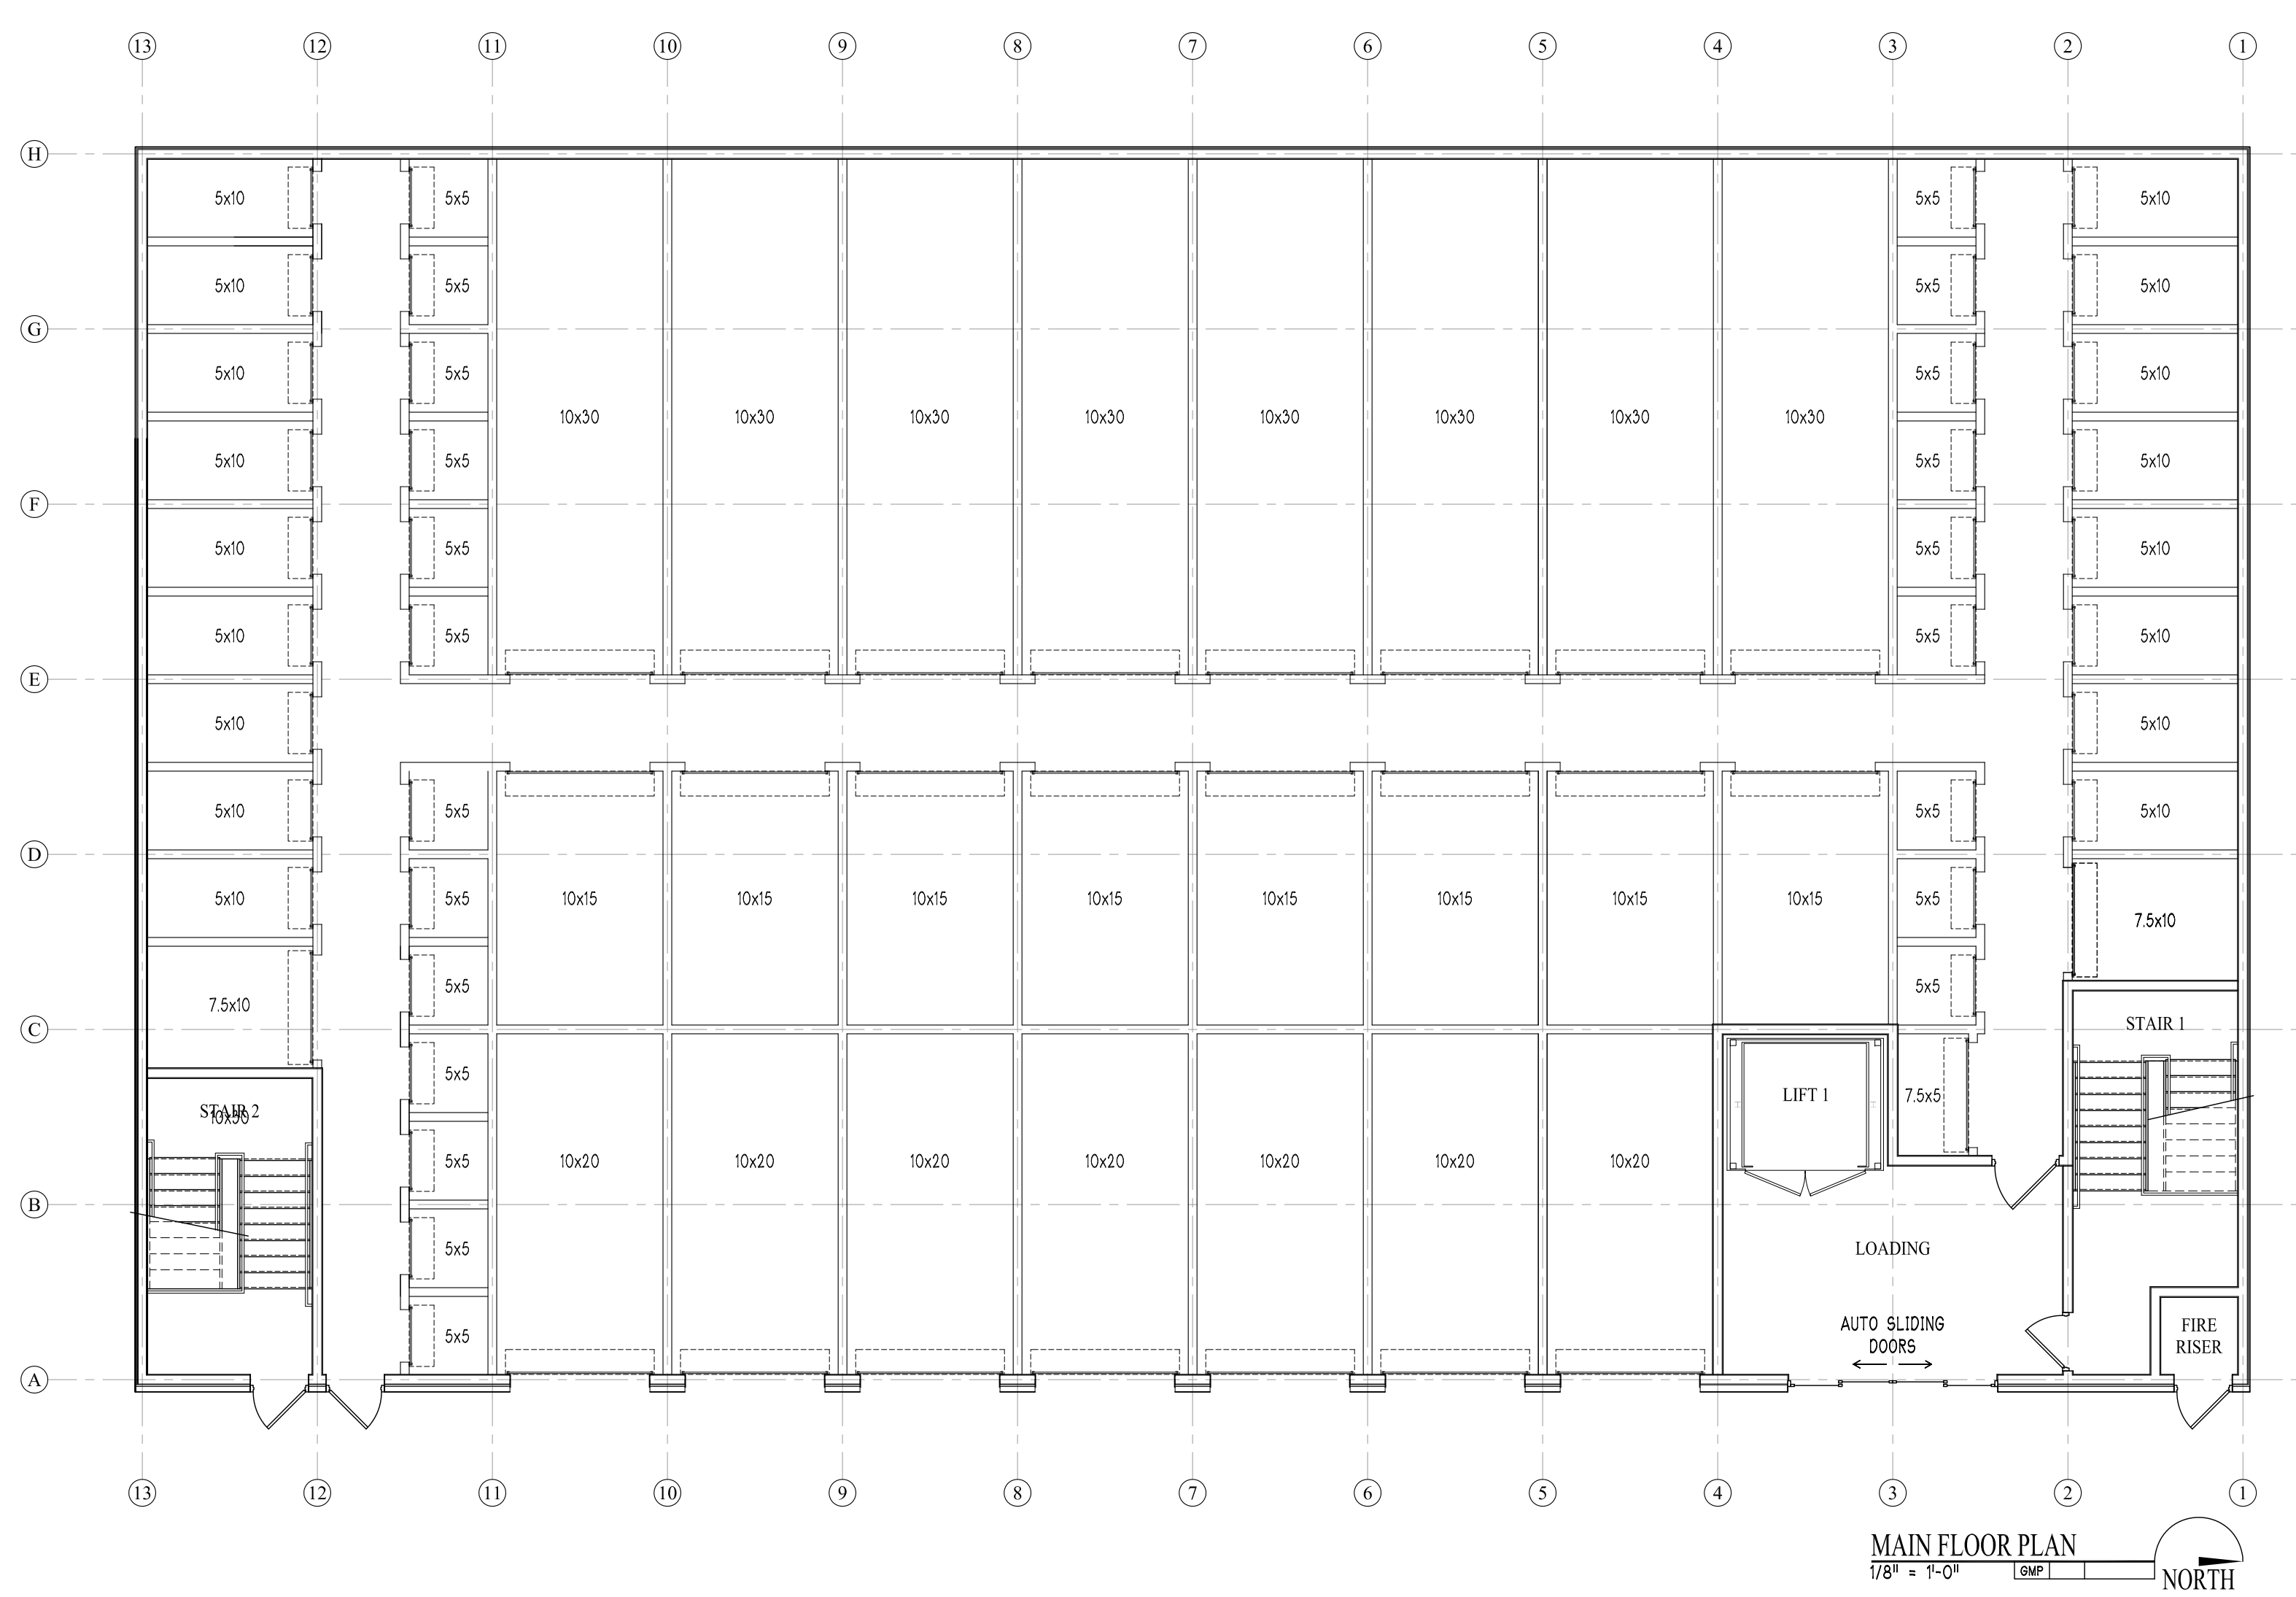 13 12 11 10 9 8 7 6 5 4 3 2 1
H
5x10 5x5 5x5 5x10
5x10 5x5 5x5 5x10
G
5x10 5x5 5x5 5x10
10x30 10x30 10x30 10x30 10x30 10x30 10x30 10x30
5x10 5x5 5x5 5x10
F
5x10 5x5 5x5 5x10
5x10 5x5 5x5 5x10
E
5x10 5x10
5x10 5x5 5x5 5x10
D
5x10 5x5 10x15 10x15 10x15 10x15 10x15 10x15 10x15 10x15 5x5
7.5x10
5x5 5x5
7.5x10
STAIR 1
C
5x5
LIFT 1 7.5x5
STAIR 2
10x30
5x5 10x20 10x20 10x20 10x20 10x20 10x20 10x20
B
5x5 LOADING
AUTO SLIDING
DOORS
FIRE
RISER
5x5
A
13 12 11 10 9 8 7 6 5 4 3 2 1
MAIN FLOOR PLAN
1/8" = 1'-0" GMP
NORTH